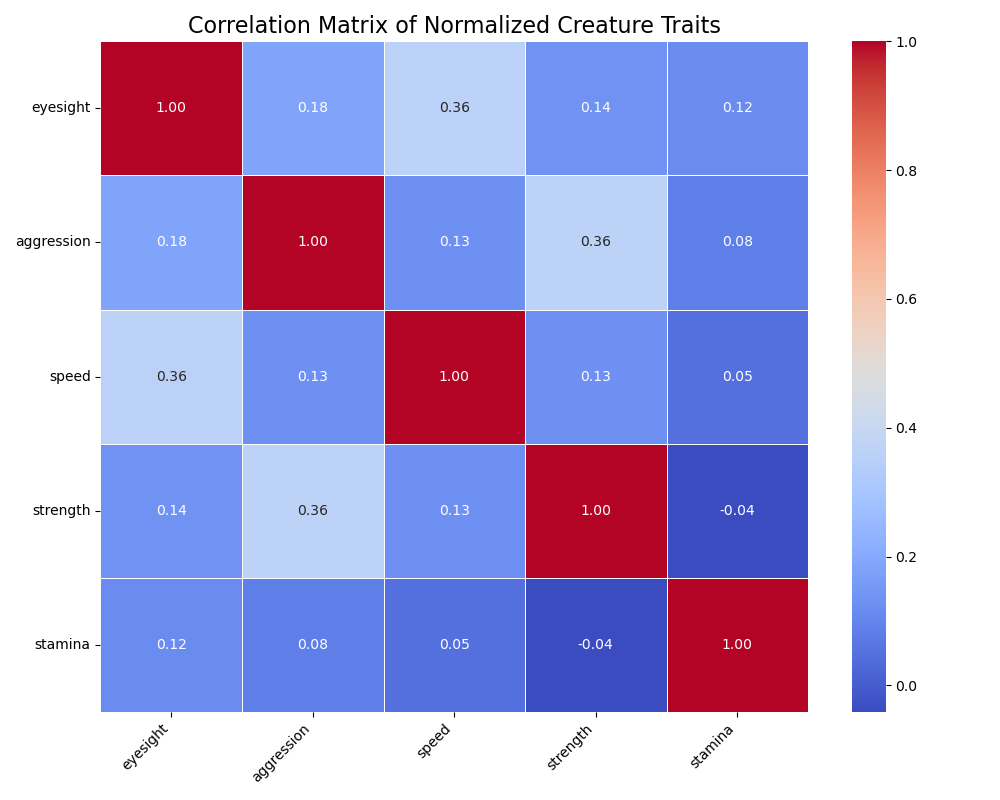 Correlation Matrix of Normalized Creature Traits
eyesight 1.00 0.18 0.36 0.14 0.12
aggression 0.18 1.00 0.13 0.36 0.08
speed 0.36 0.13 1.00 0.13 0.05
strength 0.14 0.36 0.13 1.00 -0.04
stamina 0.12 0.08 0.05 -0.04 1.00
eyesight aggression speed strength stamina
1.0
0.8
0.6
0.4
0.2
0.0